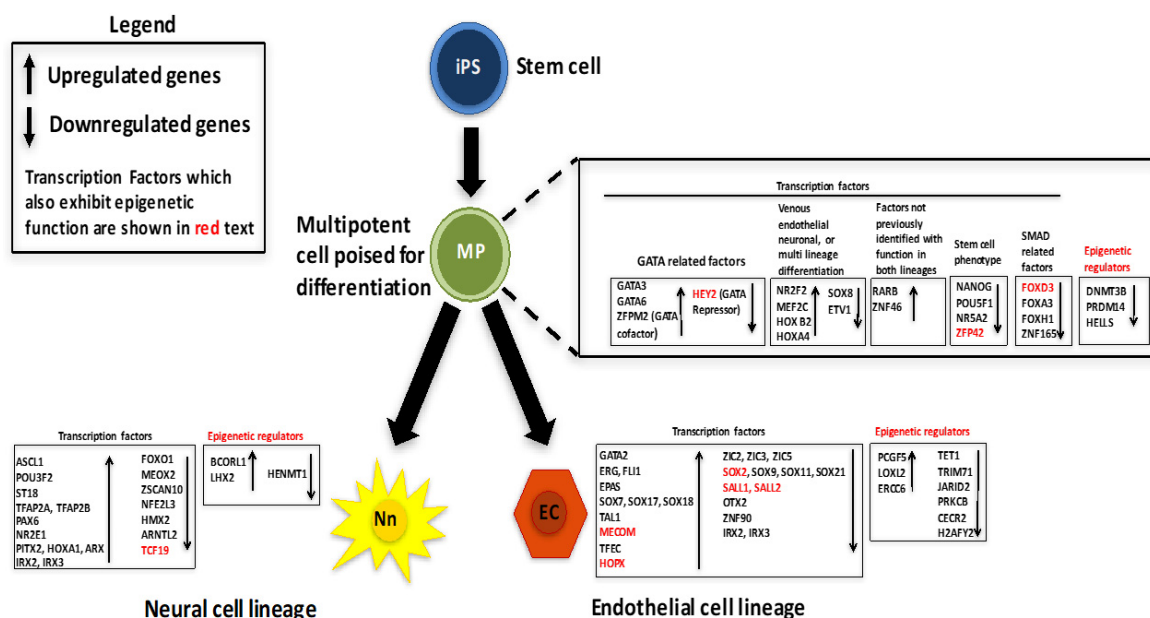 Legend
Upregulated genes
Downregulated genes
Transcription Factors which
also exhibit epigenetic
function are shown in red text
iPS
Stem cell
Multipotent
cell poised for
differentiation
MP
Transcription factors
GATA related factors
Venous
endothelial
neuronal, or
multi lineage
differentiation
Factors not
previously
identified with
function in
both lineages
Stem cell
phenotype
SMAD
related
factors
Epigenetic
regulators
GATA3
GATA6
ZFPM2 (GATA
cofactor)
HEY2 (GATA
Repressor)
NR2F2
MEF2C
HOX B2
HOXA4
SOX8
ETV1
RARB
ZNF46
NANOG
POU5F1
NR5A2
ZFP42
FOXD3
FOXA3
FOXH1
ZNF165
DNMT3B
PRDM14
HELLS
Transcription factors
ASCL1
POU3F2
ST18
TFAP2A, TFAP2B
PAX6
NR2E1
PITX2, HOXA1, ARX
IRX2, IRX3
FOXO1
MEOX2
ZSCAN10
NFE2L3
HMX2
ARNTL2
TCF19
Epigenetic regulators
BCORL1
LHX2
HENMT1
Nn
Neural cell lineage
EC
Endothelial cell lineage
Transcription factors
GATA2
ERG, FLI1
EPAS
SOX7, SOX17, SOX18
TAL1
MECOM
TFEC
HOPX
ZIC2, ZIC3, ZIC5
SOX2, SOX9, SOX11, SOX21
SALL1, SALL2
OTX2
ZNF90
IRX2, IRX3
Epigenetic regulators
PCGF5
LOXL2
ERCC6
TET1
TRIM71
JARID2
PRKCB
CECR2
H2AFY2